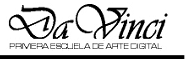 Da Vinci
PRIMERA ESCUELA DE ARTE DIGITAL